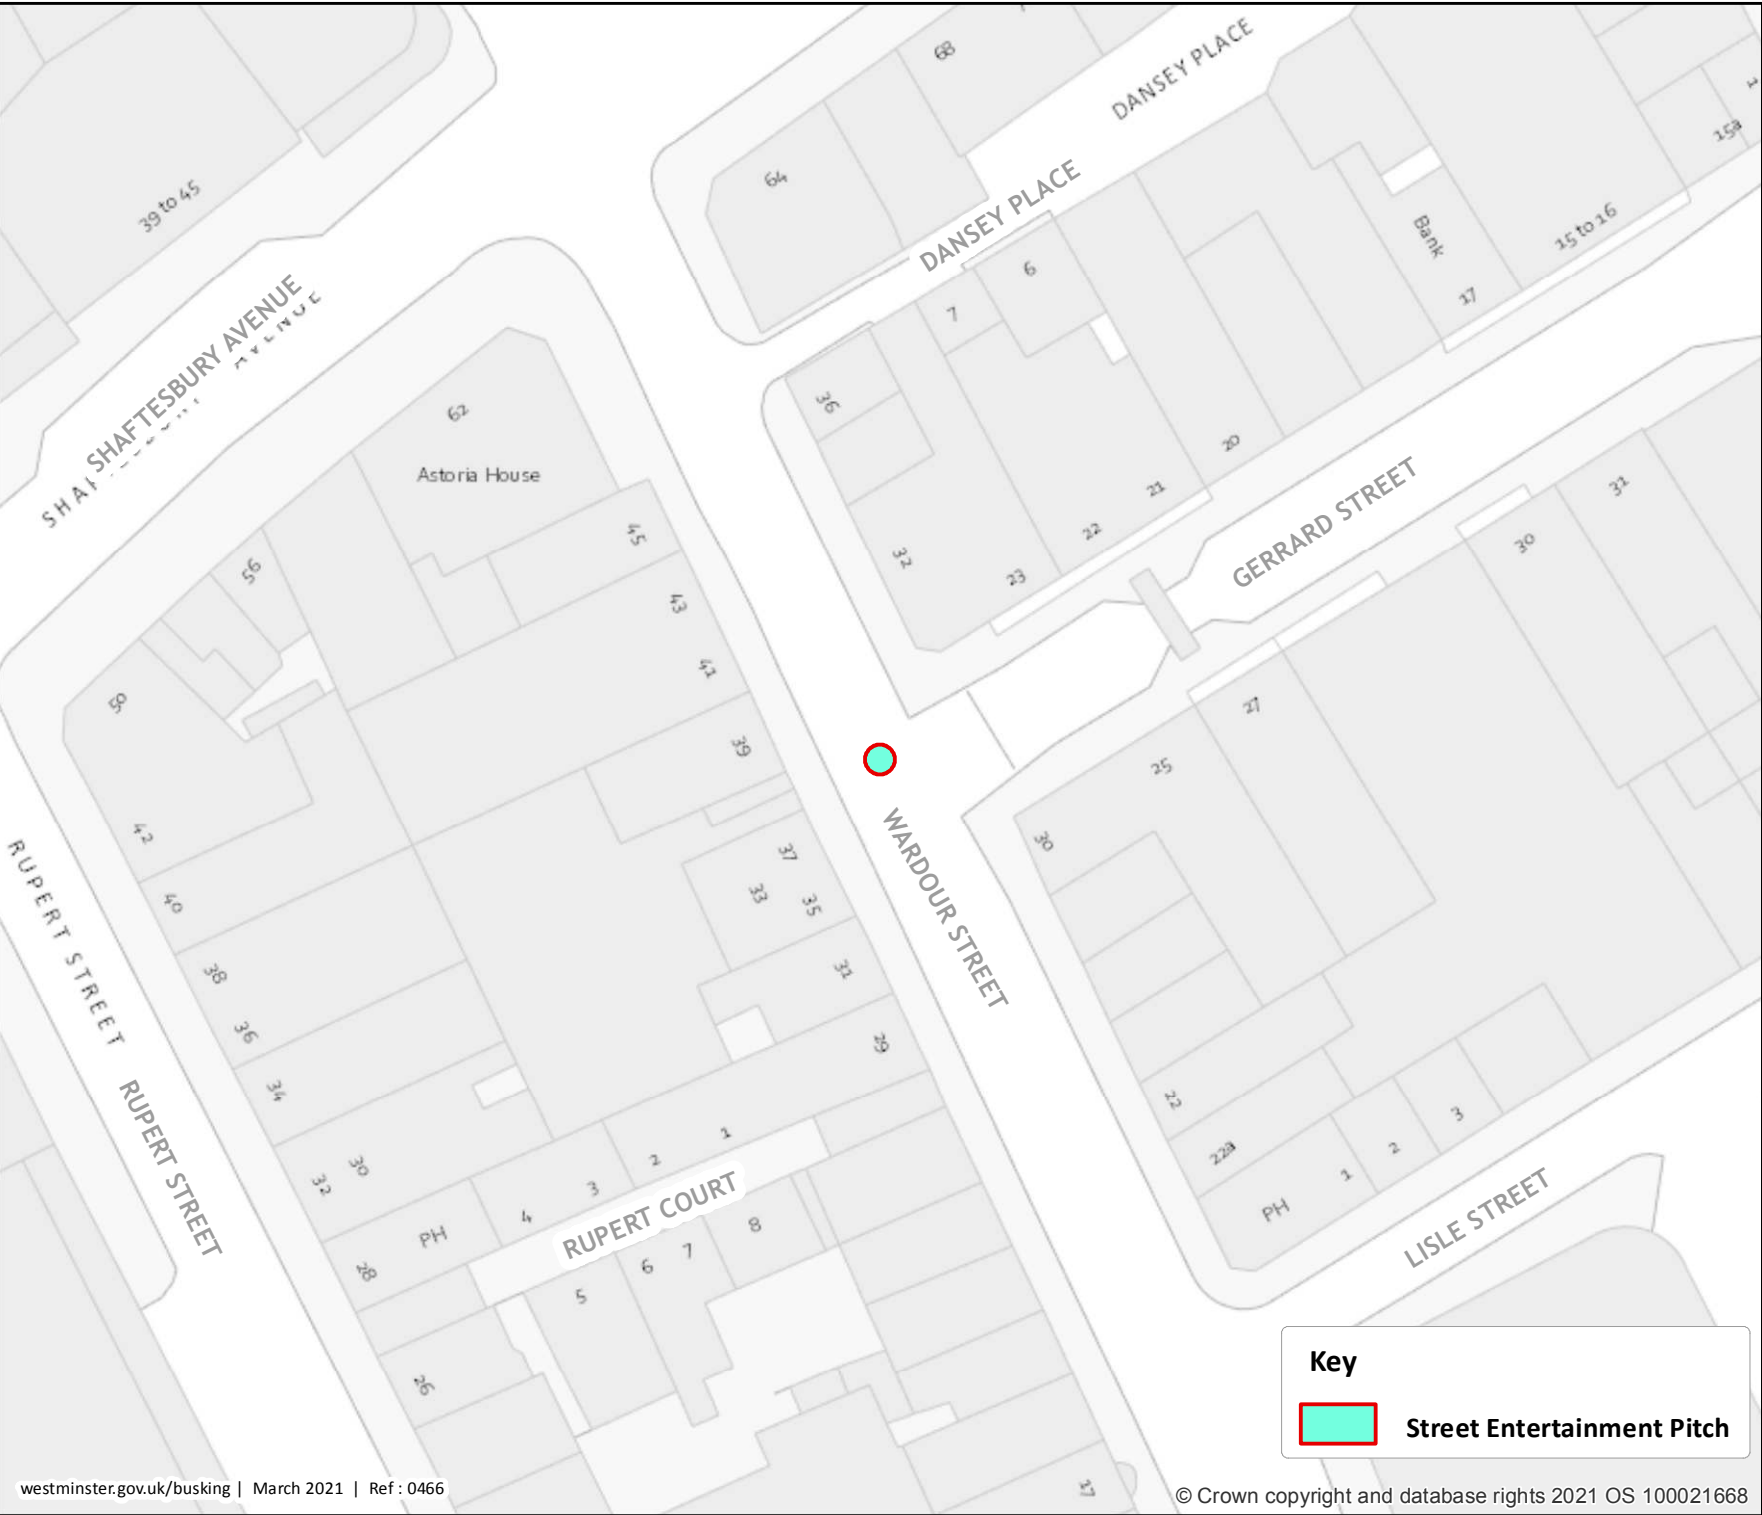 68
DANSEY PLACE
15a
64
39 to 45
DANSEY PLACE
Bank
15 to 16
17
6
7
SHAFTESBURY AVENUE
36
62
Astoria House
20
21
22
23
32
GERRARD STREET
31
30
45
43
41
56
50
27
25
39
42
30
37
33
35
WARDOUR STREET
RUPERT STREET
40
38
31
36
29
34
22
22a
3
2
1
PH
1
2
3
4
30
32
RUPERT STREET
RUPERT COURT
PH
28
8
7
6
5
LISLE STREET
26
17
Key
Street Entertainment Pitch
westminster.gov.uk/busking | March 2021 | Ref : 0466
© Crown copyright and database rights 2021 OS 100021668